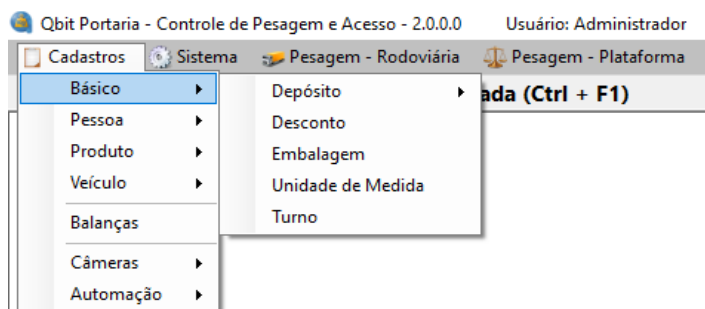 Qbit Portaria - Controle de Pesagem e Acesso - 2.0.0.0 Usuário: Administrador
Cadastros Sistema Pesagem - Rodoviária Pesagem - Plataforma
ada (Ctrl + F1)
Básico
Pessoa
Produto
Veículo
Balanças
Câmeras
Automação
Depósito
Desconto
Embalagem
Unidade de Medida
Turno